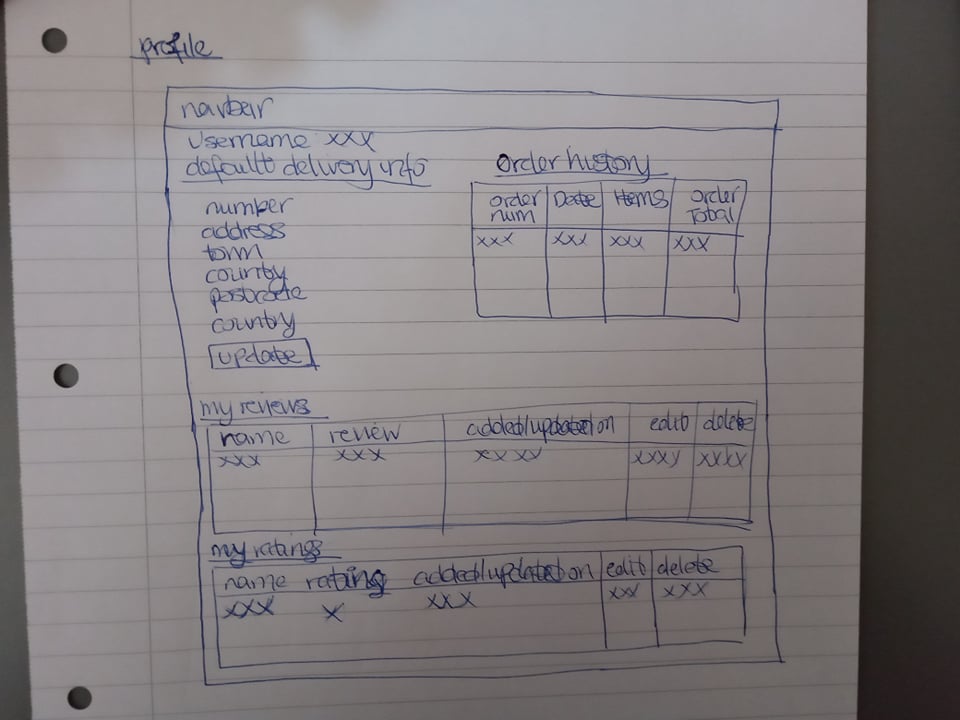 profile
navbar
username xxx
default delivery info
number
address
town
county
postcode
country
update
Order history
order num Date Items order Total
xxx xxx xxx xxx
my reviews
name review added/updated on edit delete
xxx xxx xxxx xxxx xxxx
my ratings
name rating added/updated on edit delete
xxx x xxx xxx xxx